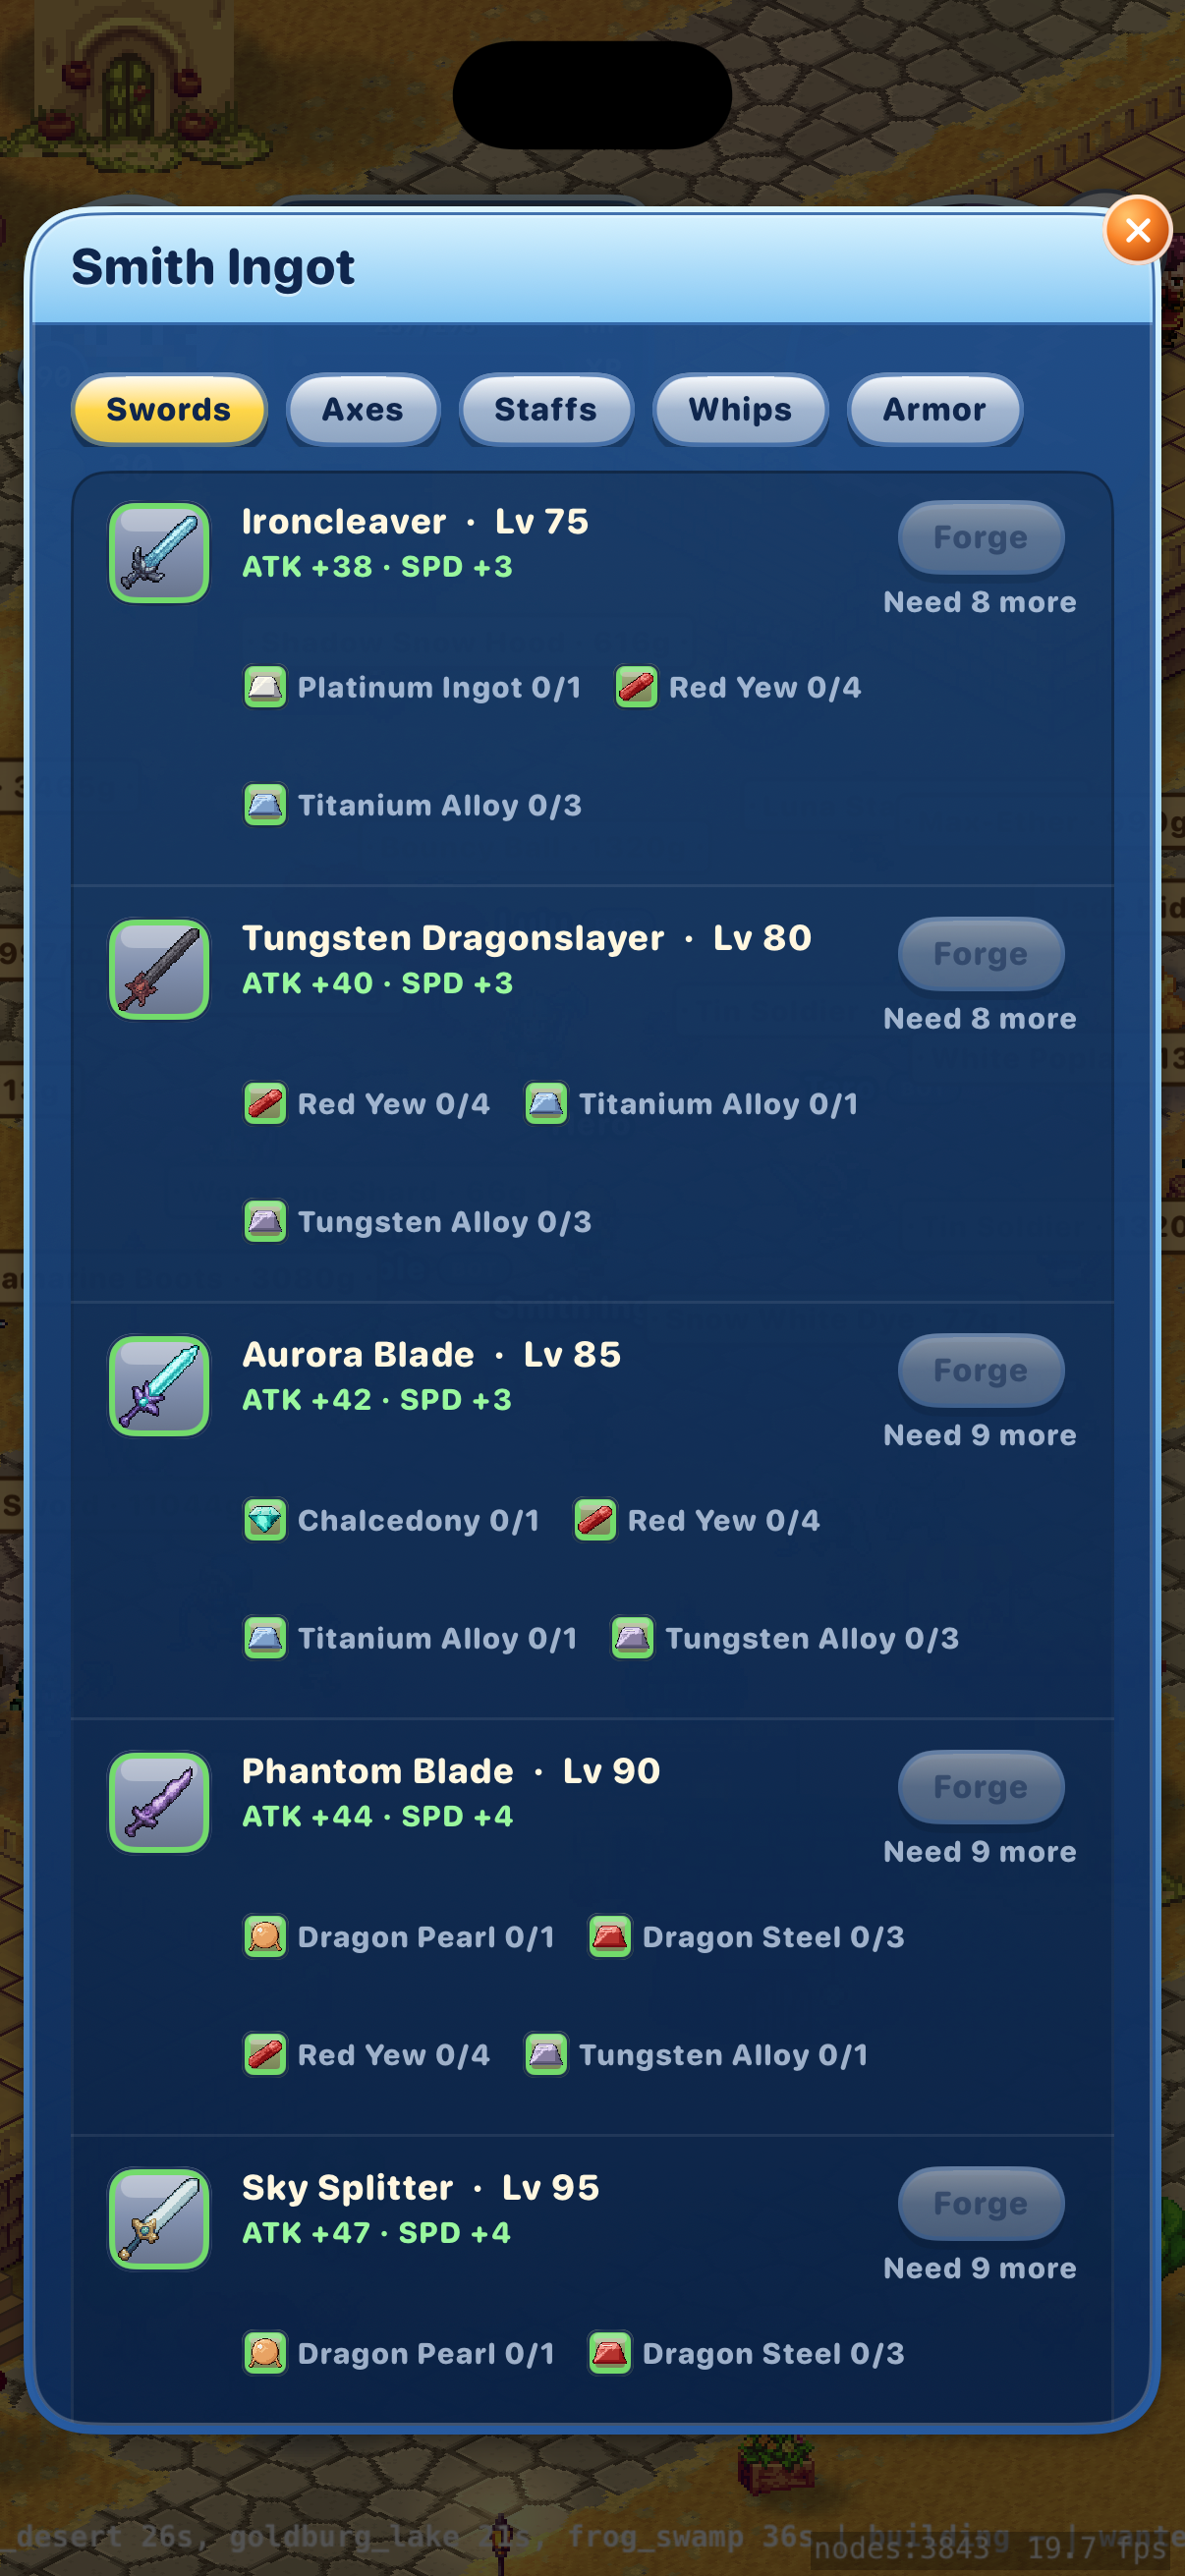 Smith Ingot
Swords Axes Staffs Whips Armor
Ironcleaver · Lv 75
ATK +38 · SPD +3
Forge
Need 8 more
Platinum Ingot 0/1 Red Yew 0/4
Titanium Alloy 0/3
Tungsten Dragonslayer · Lv 80
ATK +40 · SPD +3
Forge
Need 8 more
Red Yew 0/4 Titanium Alloy 0/1
Tungsten Alloy 0/3
Aurora Blade · Lv 85
ATK +42 · SPD +3
Forge
Need 9 more
Chalcedony 0/1 Red Yew 0/4
Titanium Alloy 0/1 Tungsten Alloy 0/3
Phantom Blade · Lv 90
ATK +44 · SPD +4
Forge
Need 9 more
Dragon Pearl 0/1 Dragon Steel 0/3
Red Yew 0/4 Tungsten Alloy 0/1
Sky Splitter · Lv 95
ATK +47 · SPD +4
Forge
Need 9 more
Dragon Pearl 0/1 Dragon Steel 0/3
_desert 26s, goldburg_lake frog_swamp 36s
nodes:3843 19.7 fps